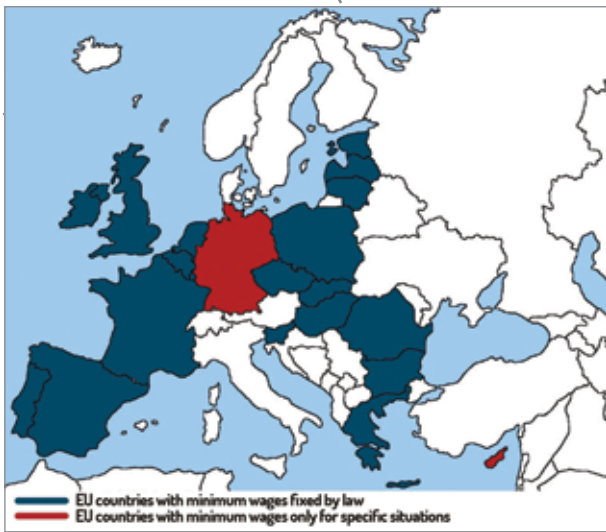 EU countries with minimum wages fixed by law
EU countries with minimum wages only for specific situations